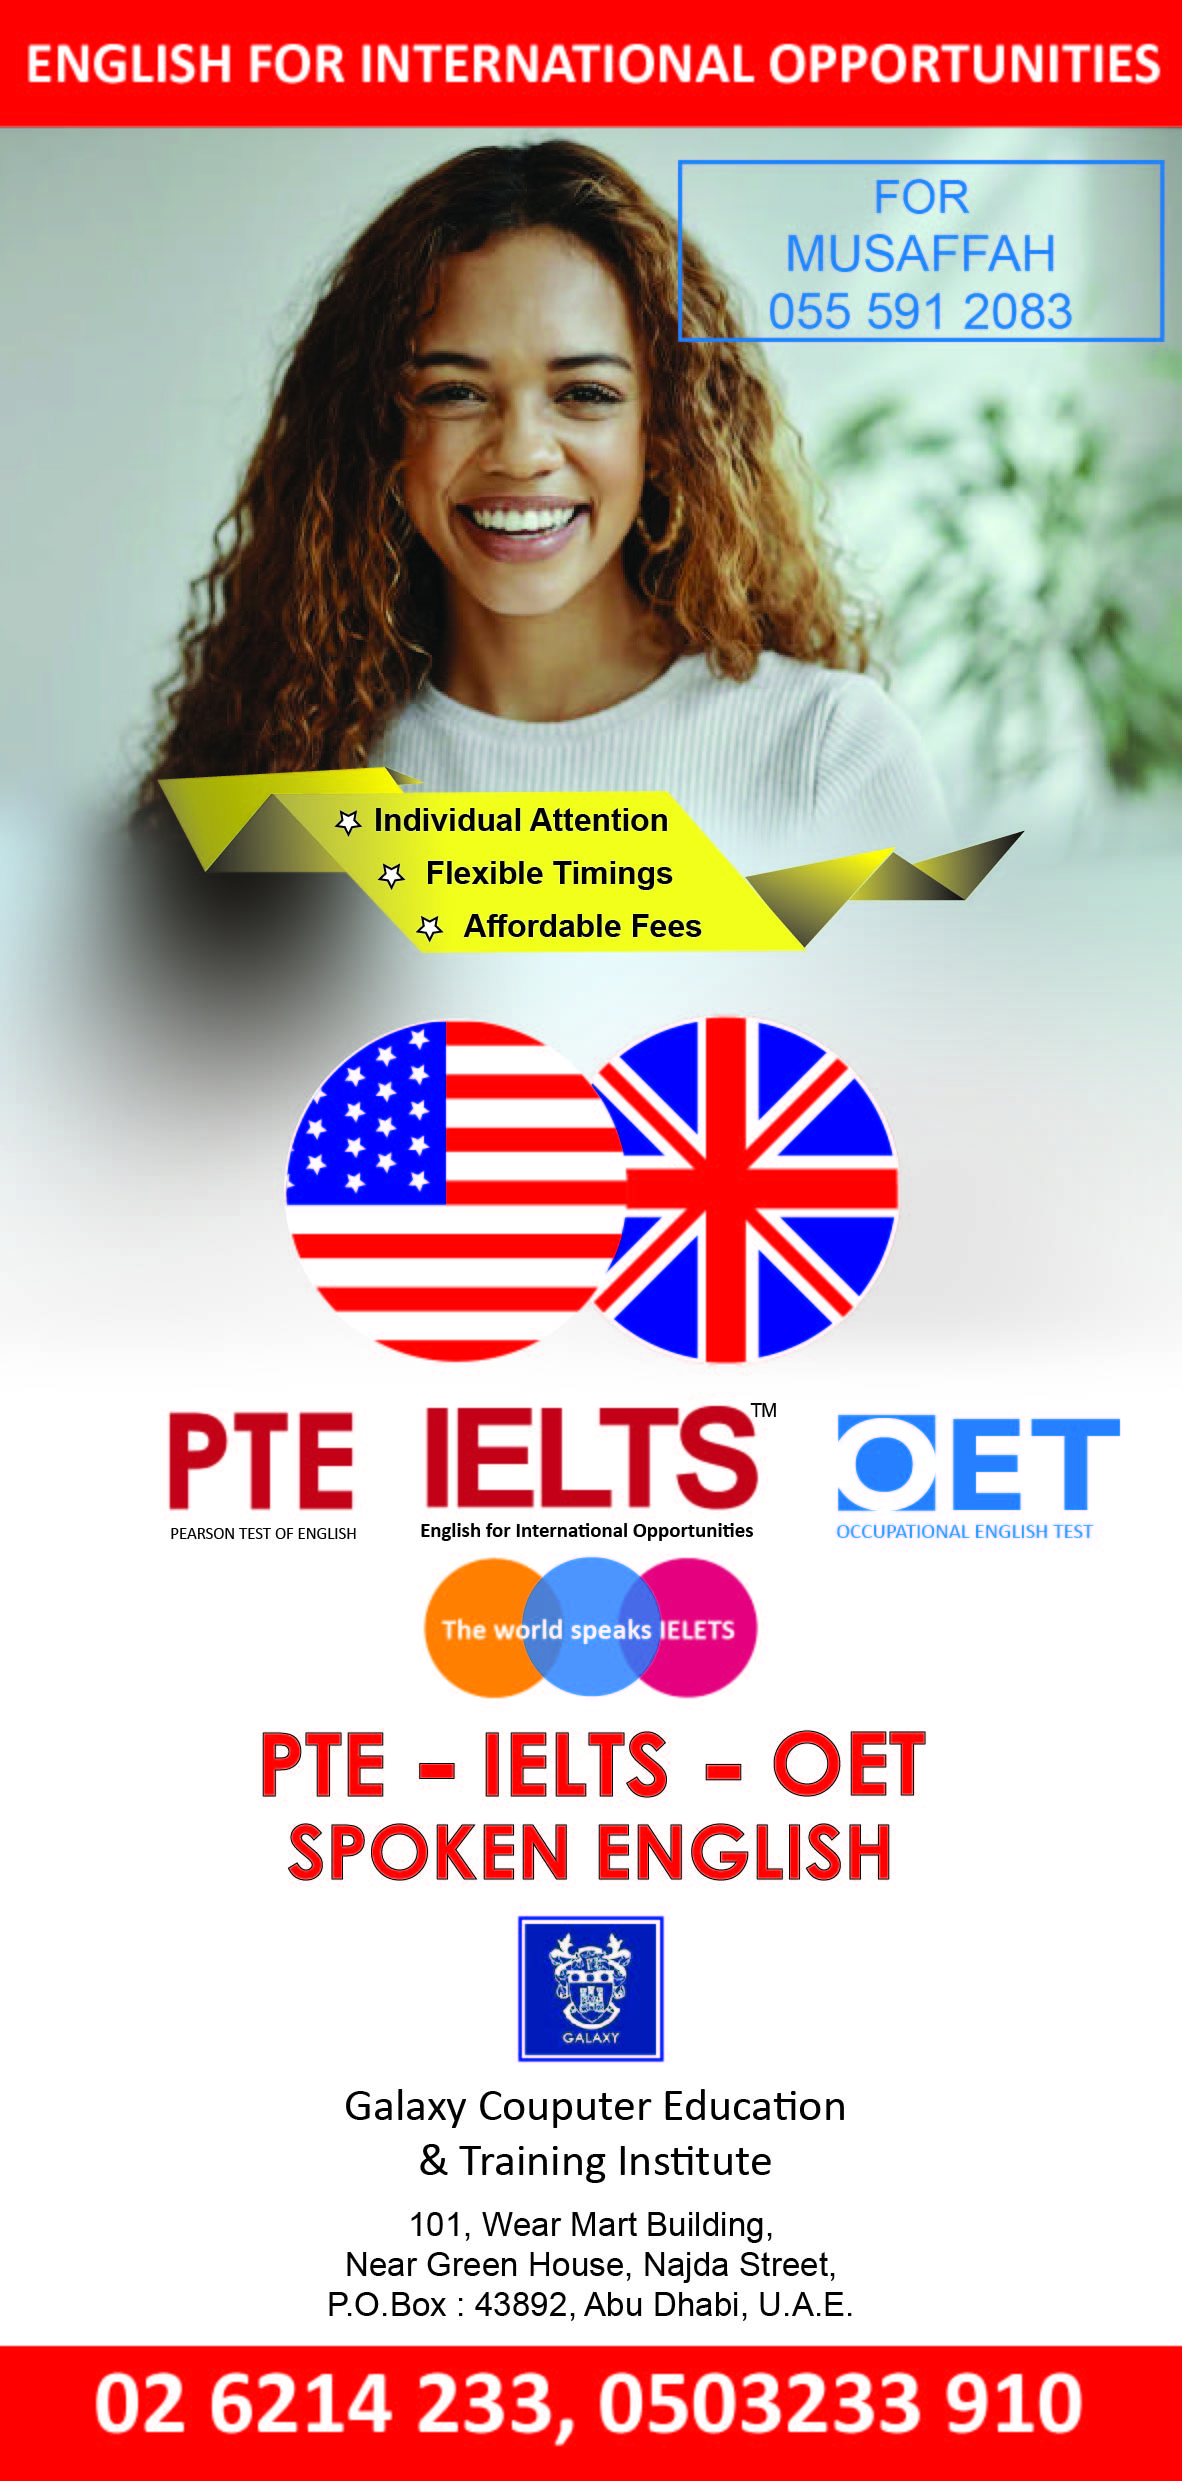 ENGLISH FOR INTERNATIONAL OPPORTUNITIES
FOR
MUSAFFAH
055 591 2083
Individual Attention
Flexible Timings
Affordable Fees
PTE
PEARSON TEST OF ENGLISH
IELTS™
English for International Opportunities
OET
OCCUPATIONAL ENGLISH TEST
The world speaks IELETS
PTE - IELTS - OET
SPOKEN ENGLISH
GALAXY
Galaxy Couputer Education
& Training Institute
101, Wear Mart Building,
Near Green House, Najda Street,
P.O.Box : 43892, Abu Dhabi, U.A.E.
02 6214 233, 0503233 910